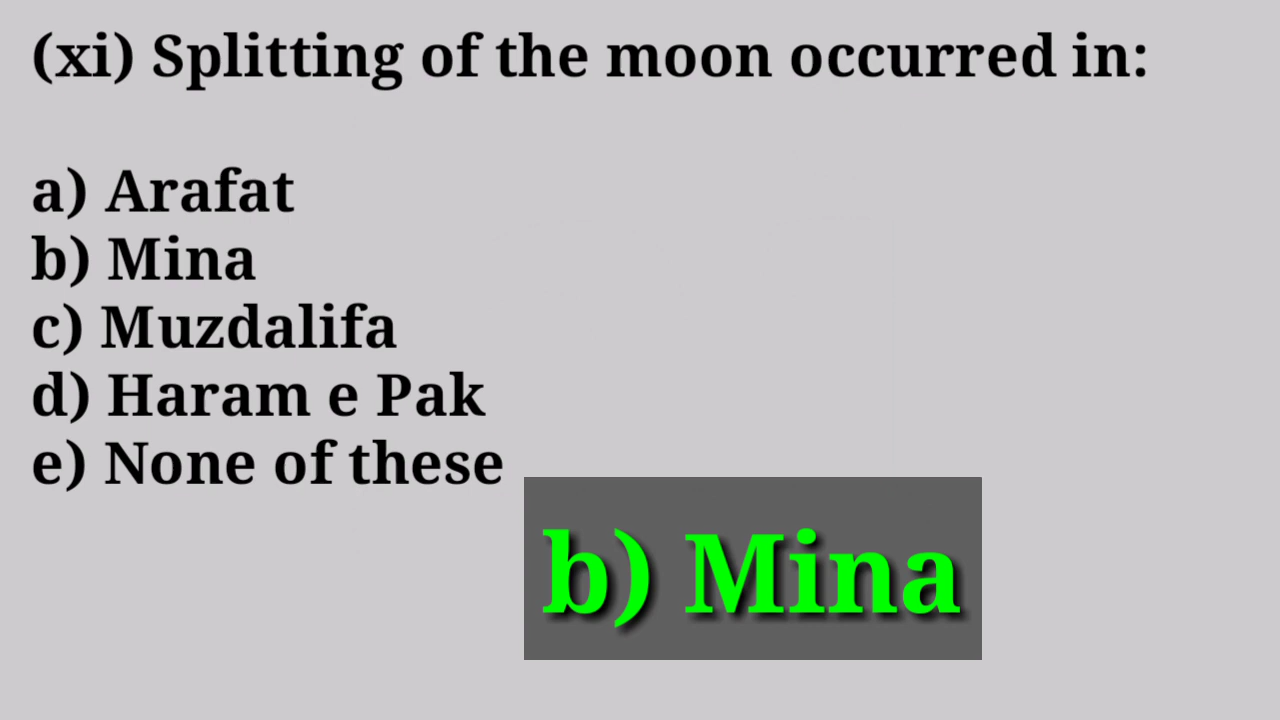 (xi) Splitting of the moon occurred in:
a) Arafat
b) Mina
c) Muzdalifa
d) Haram e Pak
e) None of these
b) Mina